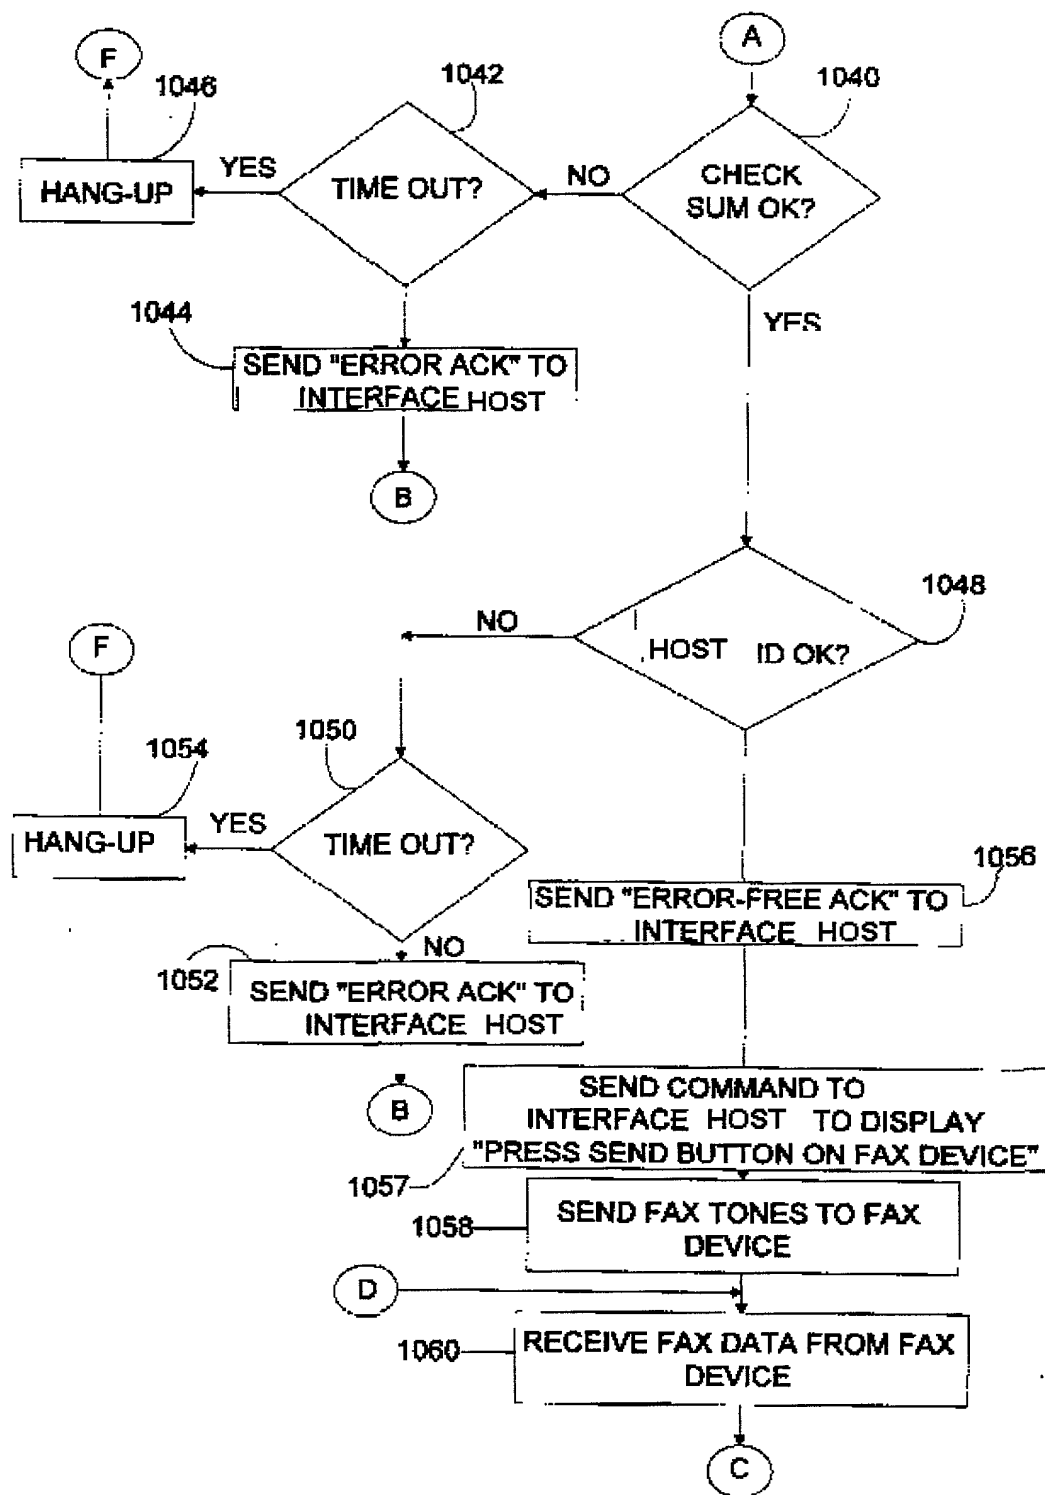 F
A
1046
1042
1040
HANG-UP
YES
TIME OUT?
NO
CHECK
SUM OK?
YES
1044
SEND "ERROR ACK" TO
INTERFACE HOST
B
1048
NO
HOST ID OK?
F
1050
1054
HANG-UP
YES
TIME OUT?
1056
SEND "ERROR-FREE ACK" TO
INTERFACE HOST
NO
1052
SEND "ERROR ACK" TO
INTERFACE HOST
B
SEND COMMAND TO
INTERFACE HOST TO DISPLAY
"PRESS SEND BUTTON ON FAX DEVICE"
1057
1058
SEND FAX TONES TO FAX
DEVICE
D
1060
RECEIVE FAX DATA FROM FAX
DEVICE
C